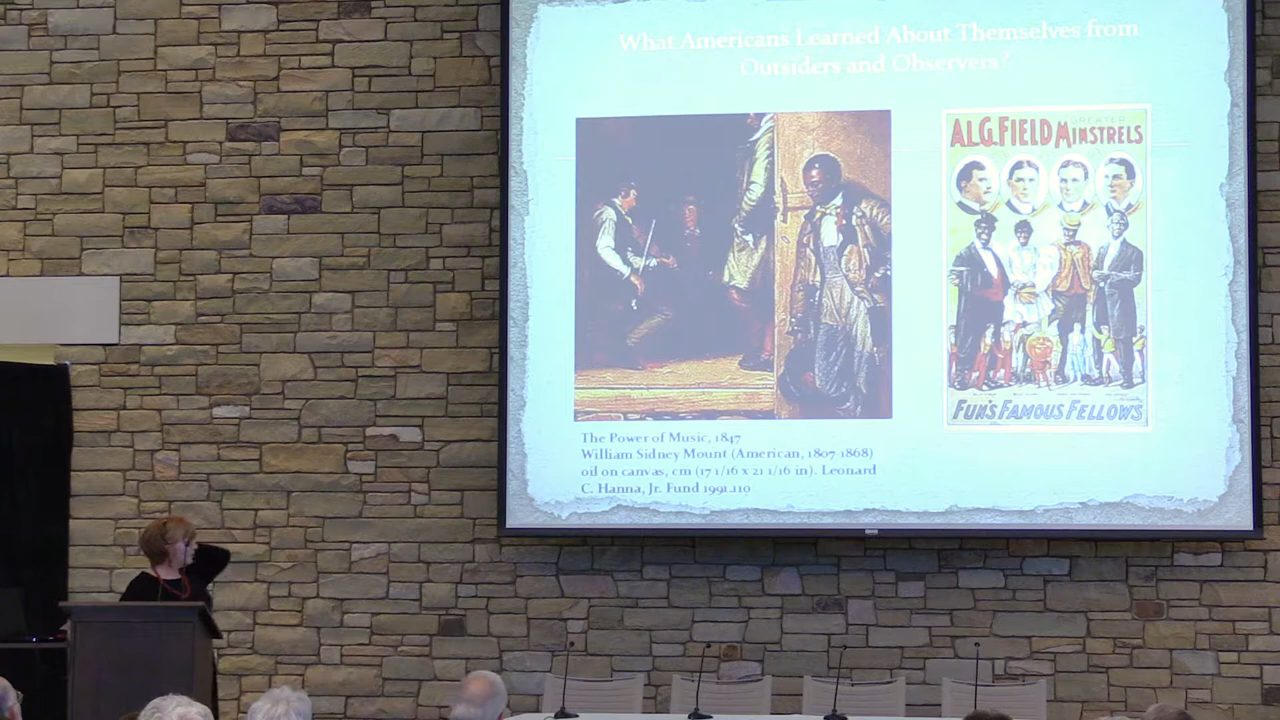 What Americans Learned About Themselves from
Outsiders and Observers?
AL.G. FIELD GREATER MINSTRELS
FUN'S FAMOUS FELLOWS
The Power of Music, 1847
William Sidney Mount (American, 1807-1868)
oil on canvas, cm (17 1/16 x 21 1/16 in). Leonard
C. Hanna, Jr. Fund 1991.110